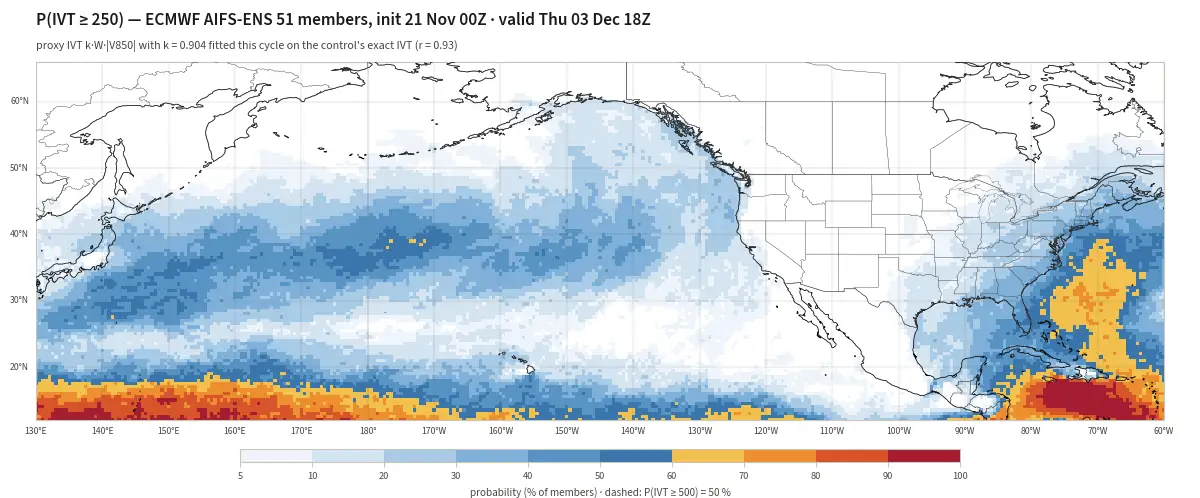 P(IVT ≥ 250) — ECMWF AIFS-ENS 51 members, init 21 Nov 00Z · valid Thu 03 Dec 18Z
proxy IVT k·W·|V850| with k = 0.904 fitted this cycle on the control's exact IVT (r = 0.93)
60°N
50°N
40°N
30°N
20°N
130°E 140°E 150°E 160°E 170°E 180° 170°W 160°W 150°W 140°W 130°W 120°W 110°W 100°W 90°W 80°W 70°W 60°W
5 10 20 30 40 50 60 70 80 90 100
probability (% of members) · dashed: P(IVT ≥ 500) = 50 %